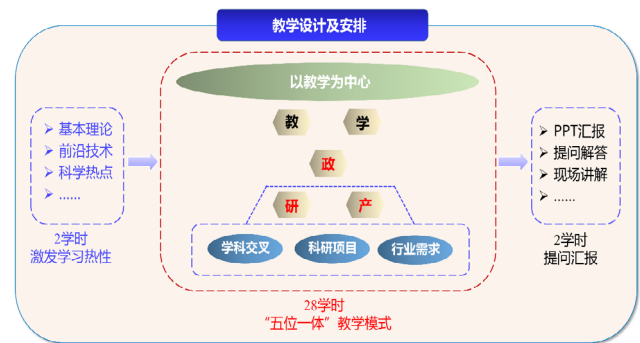 教学设计及安排
以教学为中心
教 学
政
研 产
学科交叉 科研项目 行业需求
28学时
“五位一体”教学模式
➢ 基本理论
➢ 前沿技术
➢ 科学热点
➢ ......
2学时
激发学习热性
➢ PPT汇报
➢ 提问解答
➢ 现场讲解
➢ ......
2学时
提问汇报